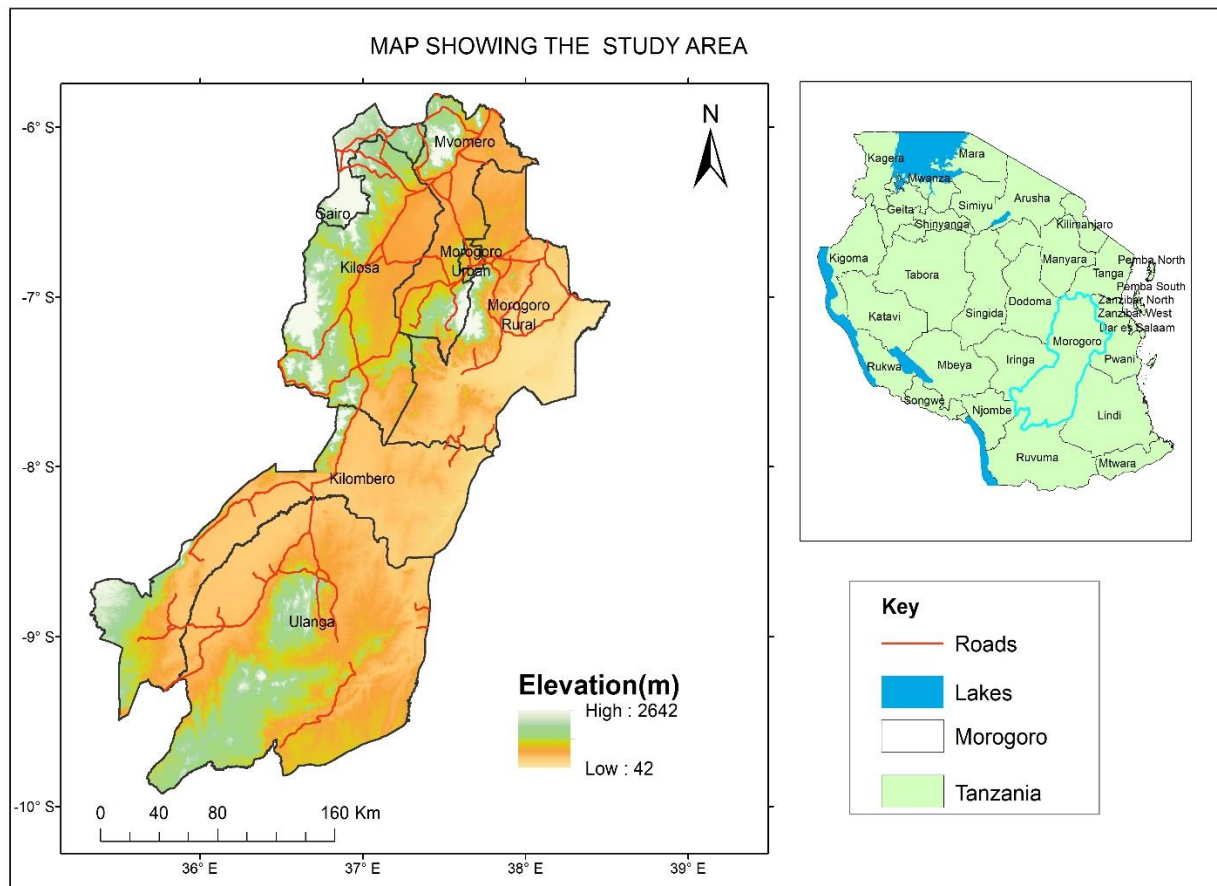 MAP SHOWING THE STUDY AREA
-6° S
-7° S
-8° S
-9° S
-10° S
36° E
37° E
38° E
39° E
N
Mvomero
Gairo
Kilosa
Morogoro
Urban
Morogoro
Rural
Kilombero
Ulanga
Elevation(m)
High : 2642
Low : 42
0 40 80 160 Km
Kagera
Mara
Mwanza
Geita
Simiyu
Arusha
Shinyanga
Kilimanjaro
Kigoma
Tabora
Manyara
Tanga
Pemba North
Pemba South
Zanzibar North
Zanzibar West
Dar es Salaam
Katavi
Singida
Dodoma
Morogoro
Pwani
Rukwa
Mbeya
Iringa
Songwe
Njombe
Lindi
Ruvuma
Mtwara
Key
Roads
Lakes
Morogoro
Tanzania